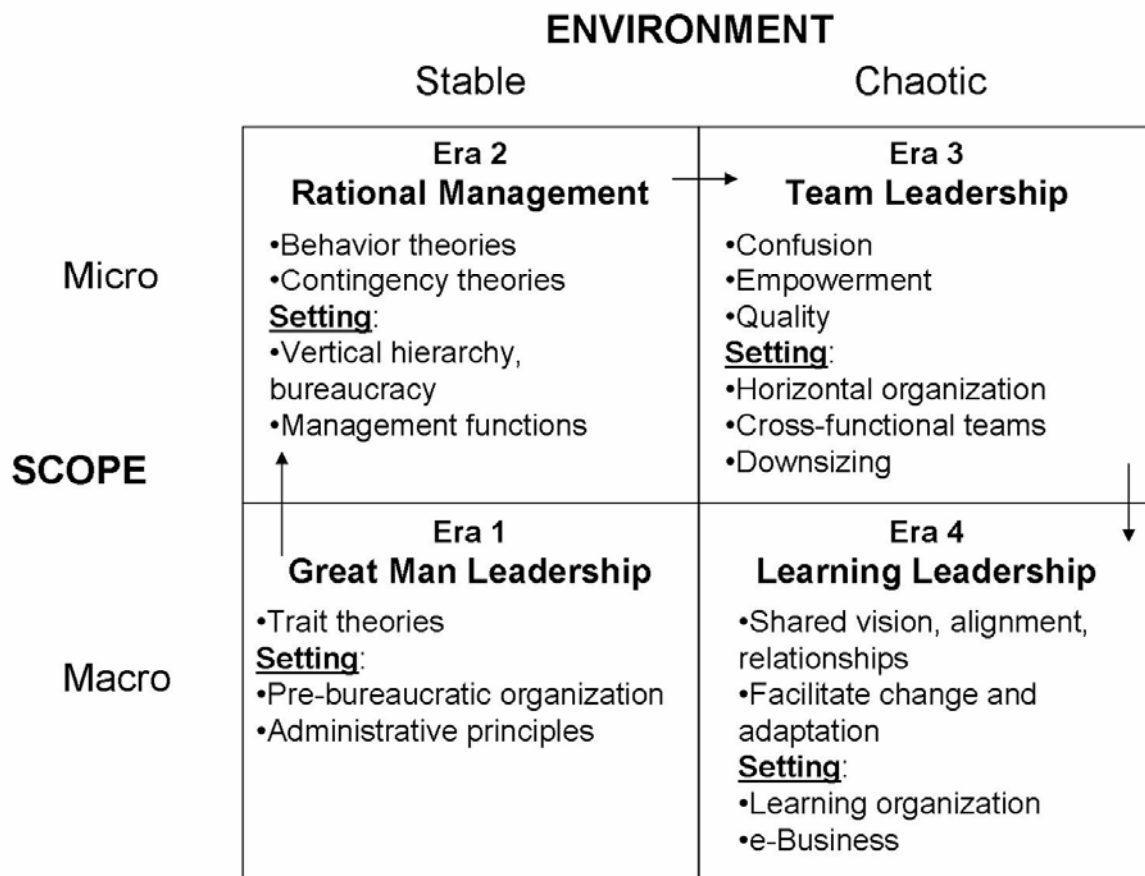 ENVIRONMENT
Stable
Chaotic
Micro
Era 2
Rational Management
•Behavior theories
•Contingency theories
Setting:
•Vertical hierarchy,
bureaucracy
•Management functions
Era 3
Team Leadership
•Confusion
•Empowerment
•Quality
Setting:
•Horizontal organization
•Cross-functional teams
•Downsizing
SCOPE
Macro
Era 1
Great Man Leadership
•Trait theories
Setting:
•Pre-bureaucratic organization
•Administrative principles
Era 4
Learning Leadership
•Shared vision, alignment,
relationships
•Facilitate change and
adaptation
Setting:
•Learning organization
•e-Business